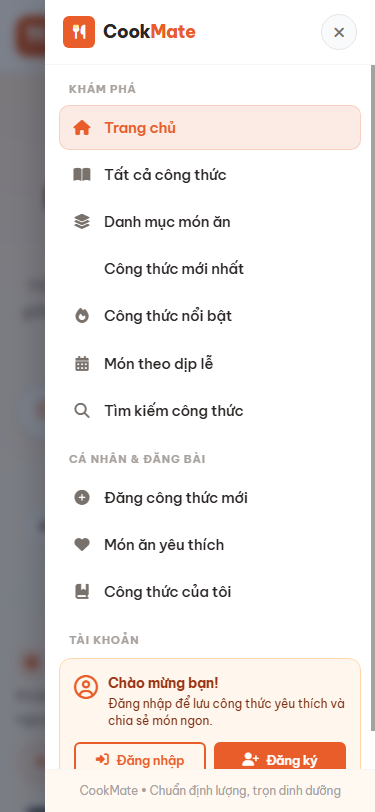 CookMate
KHÁM PHÁ
Trang chủ
Tất cả công thức
Danh mục món ăn
Công thức mới nhất
Công thức nổi bật
Món theo dịp lễ
Tìm kiếm công thức
CÁ NHÂN & ĐĂNG BÀI
Đăng công thức mới
Món ăn yêu thích
Công thức của tôi
TÀI KHOẢN
Chào mừng bạn!
Đăng nhập để lưu công thức yêu thích và
chia sẻ món ngon.
Đăng nhập Đăng ký
CookMate • Chuẩn định lượng, trọn dinh dưỡng